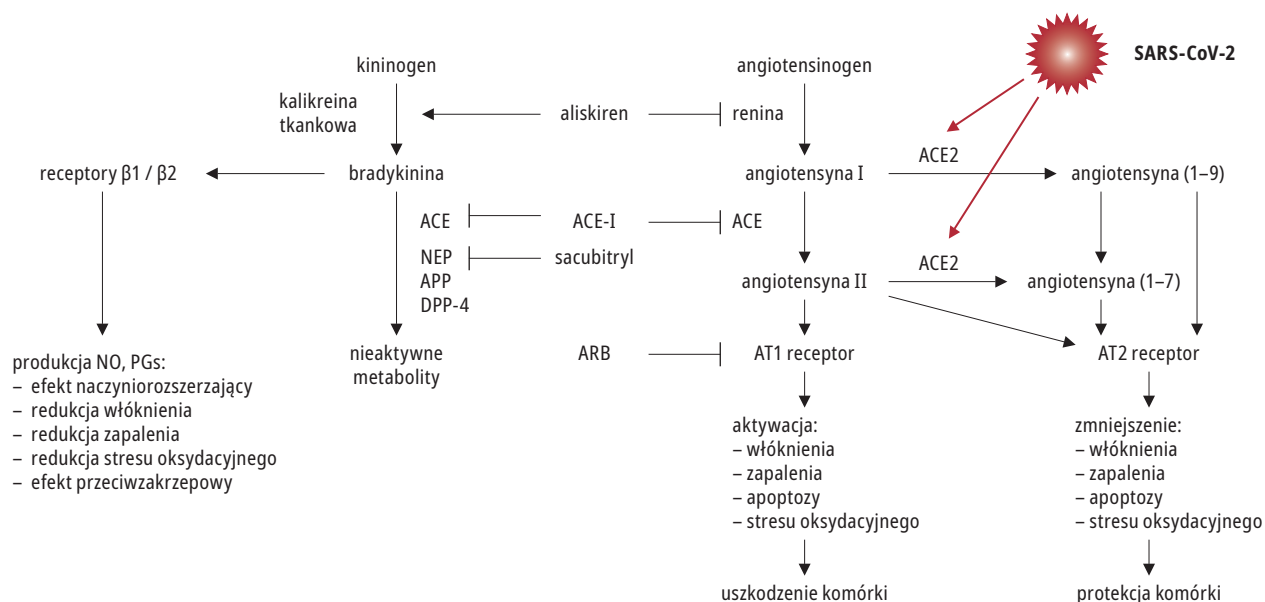 SARS-CoV-2
kininogen
angiotensinogen
kalikreina
tkankowa
aliskiren
renina
ACE2
receptory β1 / β2
bradykinina
angiotensyna I
angiotensyna (1–9)
ACE
ACE-I
ACE
NEP
sacubitryl
APP
DPP-4
ACE2
angiotensyna II
angiotensyna (1–7)
nieaktywne
metabolity
ARB
AT1 receptor
AT2 receptor
produkcja NO, PGs:
– efekt naczyniorozszerzający
– redukcja włóknienia
– redukcja zapalenia
– redukcja stresu oksydacyjnego
– efekt przeciwzakrzepowy
aktywacja:
– włóknienia
– zapalenia
– apoptozy
– stresu oksydacyjnego
uszkodzenie komórki
zmniejszenie:
– włóknienia
– zapalenia
– apoptozy
– stresu oksydacyjnego
protekcja komórki